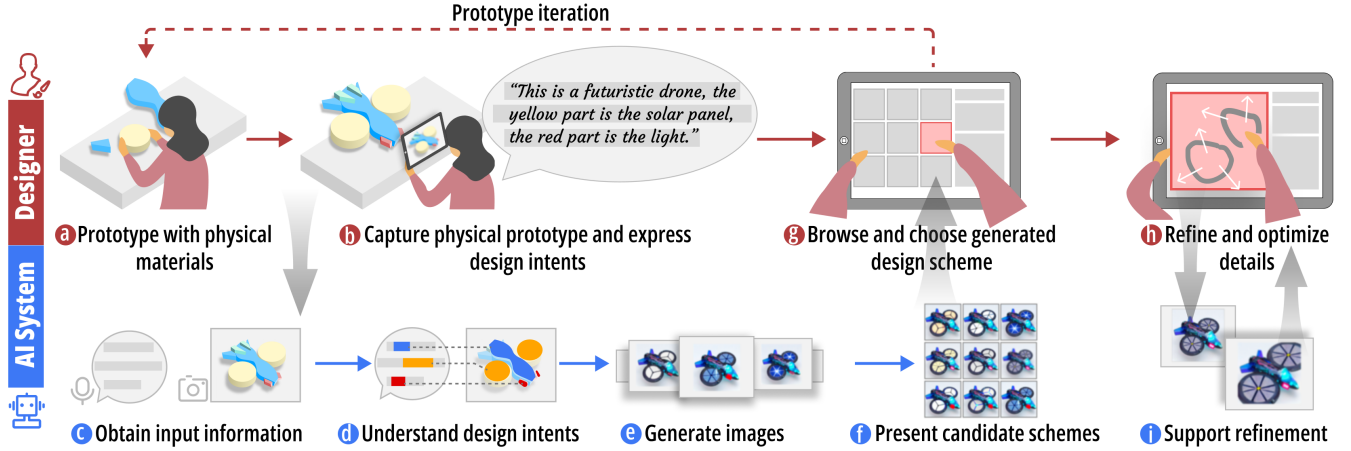 Prototype iteration
Designer
AI System
“This is a futuristic drone, the
yellow part is the solar panel,
the red part is the light.”
a Prototype with physical
materials
b Capture physical prototype and express
design intents
g Browse and choose generated
design scheme
h Refine and optimize
details
c Obtain input information
d Understand design intents
e Generate images
f Present candidate schemes
i Support refinement